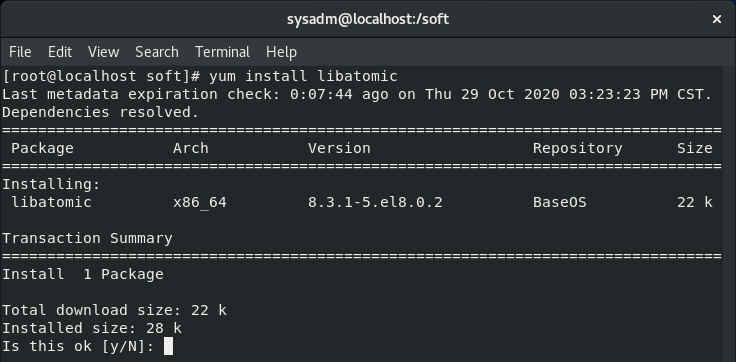 sysadm@localhost:/soft ×
File Edit View Search Terminal Help
[root@localhost soft]# yum install libatomic
Last metadata expiration check: 0:07:44 ago on Thu 29 Oct 2020 03:23:23 PM CST.
Dependencies resolved.
================================================================================
Package Arch Version Repository Size
================================================================================
Installing:
libatomic x86_64 8.3.1-5.el8.0.2 BaseOS 22 k
Transaction Summary
================================================================================
Install 1 Package
Total download size: 22 k
Installed size: 28 k
Is this ok [y/N]: